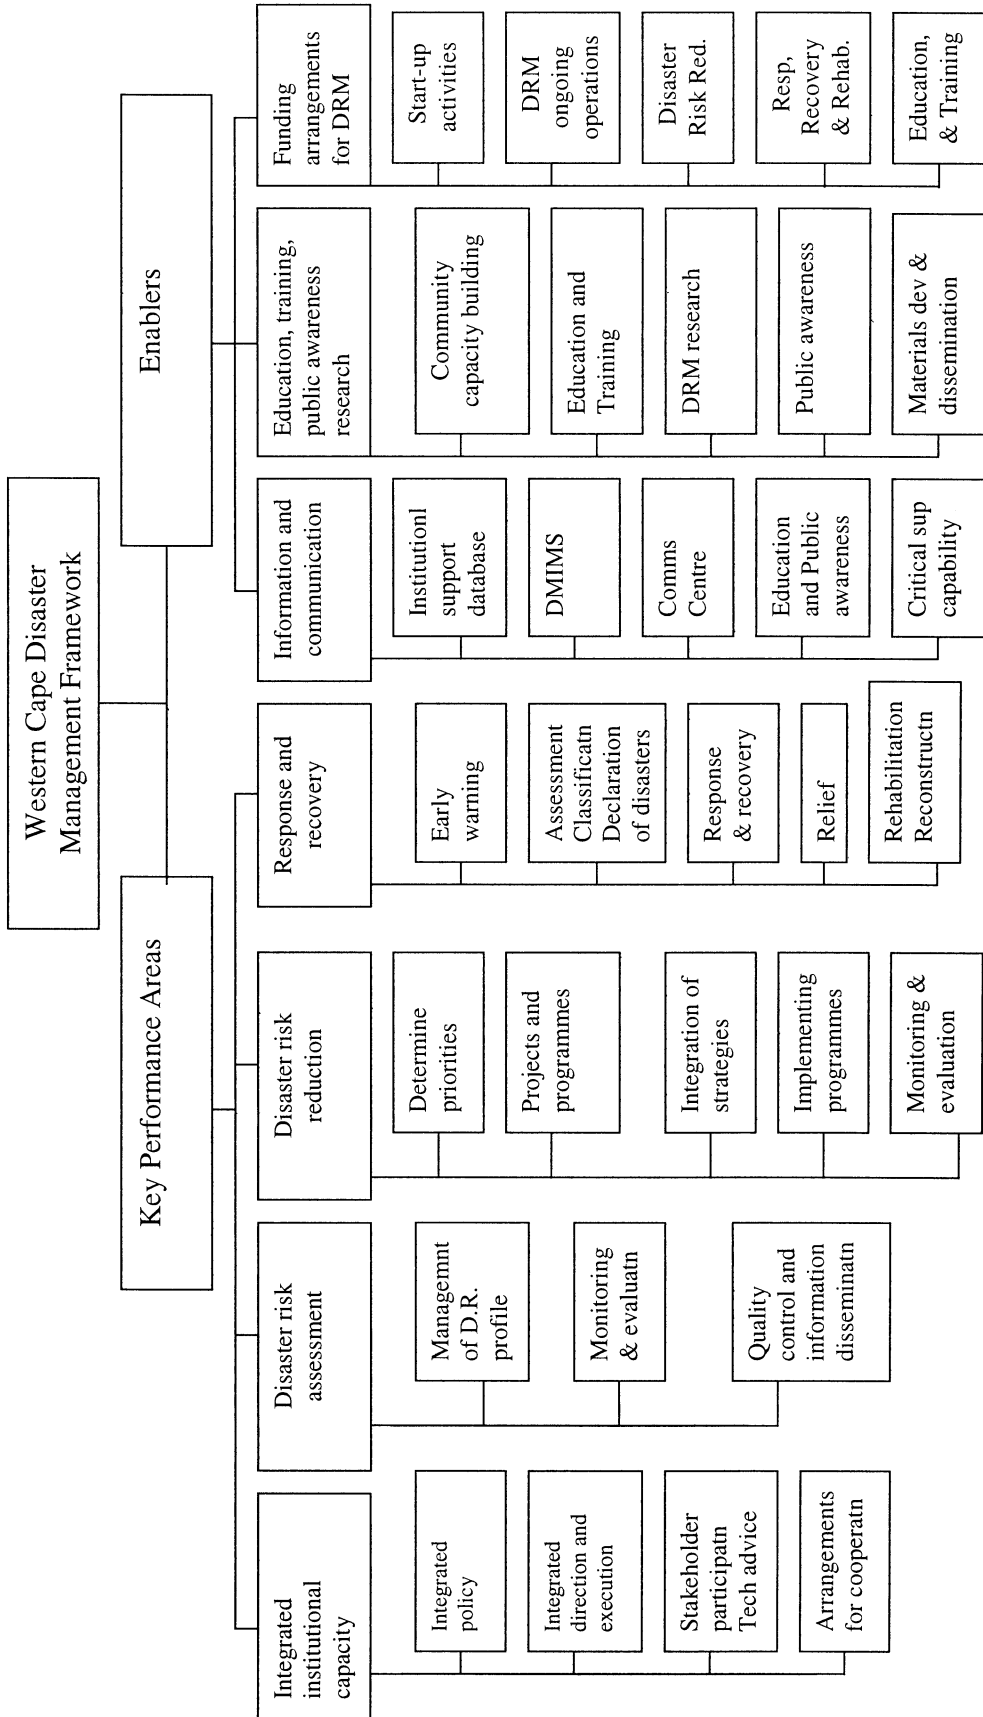 Western Cape Disaster
Management Framework
Key Performance Areas
Enablers
Integrated
institutional
capacity
Integrated
policy
Integrated
direction and
execution
Stakeholder
participatn
Tech advice
Arrangements
for cooperatn
Disaster risk
assessment
Managemnt
of D.R.
profile
Monitoring
& evaluatn
Quality
control and
information
disseminatn
Disaster risk
reduction
Determine
priorities
Projects and
programmes
Integration of
strategies
Implementing
programmes
Monitoring &
evaluation
Response and
recovery
Early
warning
Assessment
Classificatn
Declaration
of disasters
Response
& recovery
Relief
Rehabilitation
Reconstructn
Information and
communication
Institutionl
support
database
DMIMS
Comms
Centre
Education
and Public
awareness
Critical sup
capability
Education, training,
public awareness
research
Community
capacity building
Education and
Training
DRM research
Public awareness
Materials dev &
dissemination
Funding
arrangements
for DRM
Start-up
activities
DRM
ongoing
operations
Disaster
Risk Red.
Resp,
Recovery
& Rehab.
Education,
& Training